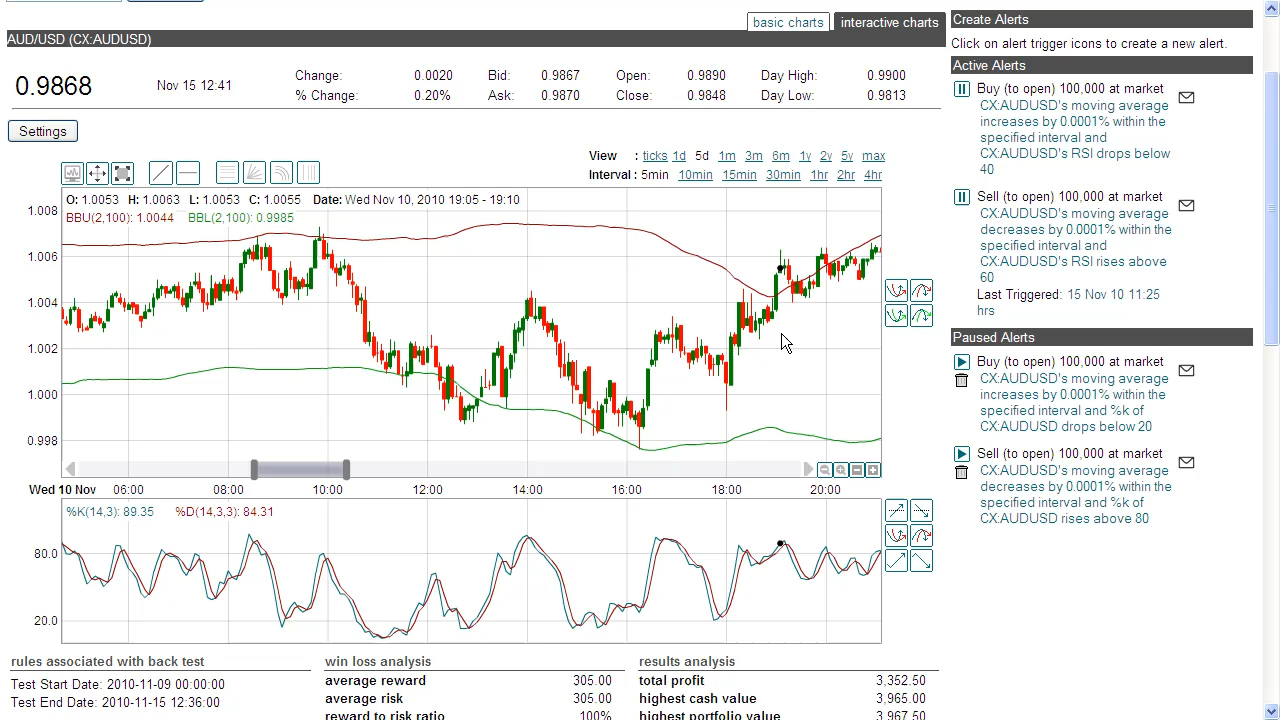 basic charts
interactive charts
AUD/USD (CX:AUDUSD)
0.9868
Nov 15 12:41
Change: 0.0020 Bid: 0.9867 Open: 0.9890 Day High: 0.9900
% Change: 0.20% Ask: 0.9870 Close: 0.9848 Day Low: 0.9813
Settings
View : ticks 1d 5d 1m 3m 6m 1y 2y 5y max
Interval : 5min 10min 15min 30min 1hr 2hr 4hr
O: 1.0053 H: 1.0063 L: 1.0053 C: 1.0055 Date: Wed Nov 10, 2010 19:05 - 19:10
BBU(2,100): 1.0044 BBL(2,100): 0.9985
1.008
1.006
1.004
1.002
1.000
0.998
Wed 10 Nov 06:00 08:00 10:00 12:00 14:00 16:00 18:00 20:00
%K(14,3): 89.35 %D(14,3,3): 84.31
80.0
20.0
rules associated with back test
Test Start Date: 2010-11-09 00:00:00
Test End Date: 2010-11-15 12:36:00
win loss analysis
average reward 305.00
average risk 305.00
reward to risk ratio 100%
results analysis
total profit 3,352.50
highest cash value 3,965.00
highest portfolio value 3,967.50
Create Alerts
Click on alert trigger icons to create a new alert.
Active Alerts
Buy (to open) 100,000 at market
CX:AUDUSD's moving average
increases by 0.0001% within the
specified interval and
CX:AUDUSD's RSI drops below
40
Sell (to open) 100,000 at market
CX:AUDUSD's moving average
decreases by 0.0001% within the
specified interval and
CX:AUDUSD's RSI rises above
60
Last Triggered: 15 Nov 10 11:25
hrs
Paused Alerts
Buy (to open) 100,000 at market
CX:AUDUSD's moving average
increases by 0.0001% within the
specified interval and %k of
CX:AUDUSD drops below 20
Sell (to open) 100,000 at market
CX:AUDUSD's moving average
decreases by 0.0001% within the
specified interval and %k of
CX:AUDUSD rises above 80